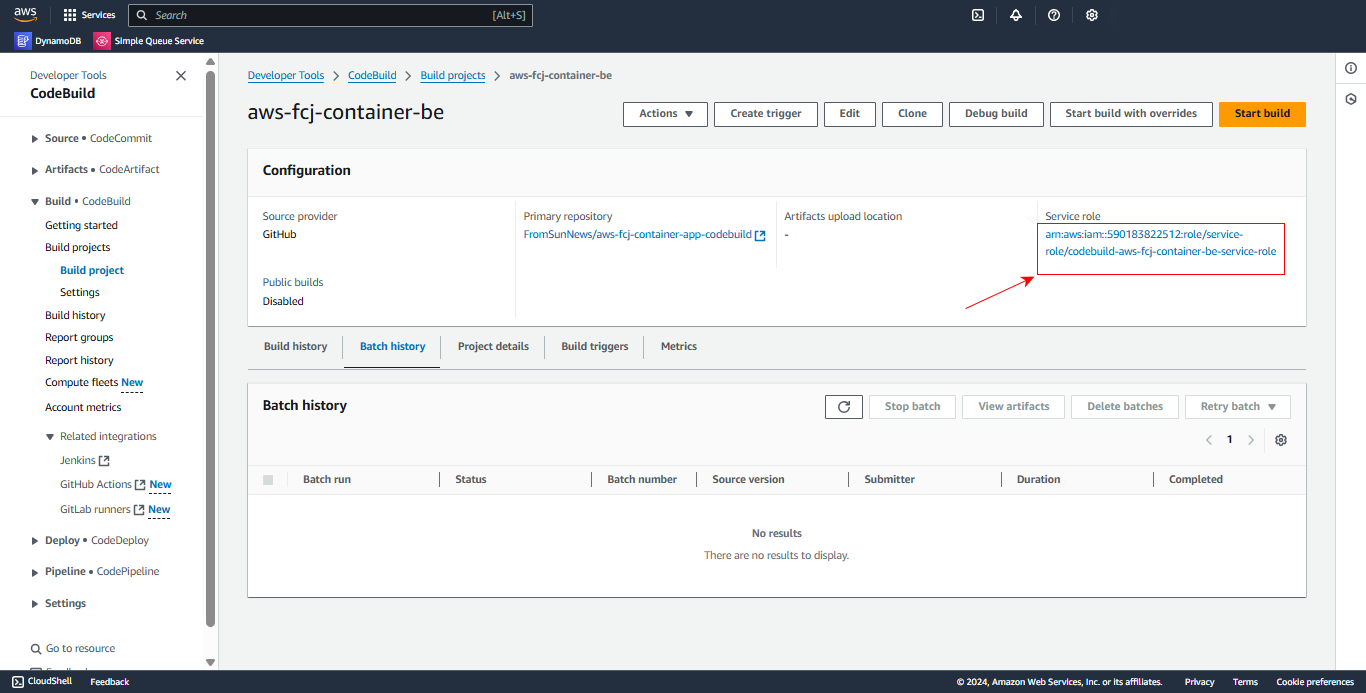 aws
Services
Search
[Alt+S]
DynamoDB
Simple Queue Service
Developer Tools
CodeBuild
Source • CodeCommit
Artifacts • CodeArtifact
Build • CodeBuild
Getting started
Build projects
Build project
Settings
Build history
Report groups
Report history
Compute fleets New
Account metrics
Related integrations
Jenkins
GitHub Actions New
GitLab runners New
Deploy • CodeDeploy
Pipeline • CodePipeline
Settings
Go to resource
Developer Tools > CodeBuild > Build projects > aws-fcj-container-be
aws-fcj-container-be
Actions
Create trigger
Edit
Clone
Debug build
Start build with overrides
Start build
Configuration
Source provider
GitHub
Primary repository
FromSunNews/aws-fcj-container-app-codebuild
Artifacts upload location
-
Service role
arn:aws:iam::590183822512:role/service-
role/codebuild-aws-fcj-container-be-service-role
Public builds
Disabled
Build history
Batch history
Project details
Build triggers
Metrics
Batch history
Stop batch
View artifacts
Delete batches
Retry batch
1
Batch run
Status
Batch number
Source version
Submitter
Duration
Completed
No results
There are no results to display.
CloudShell
Feedback
© 2024, Amazon Web Services, Inc. or its affiliates.
Privacy
Terms
Cookie preferences